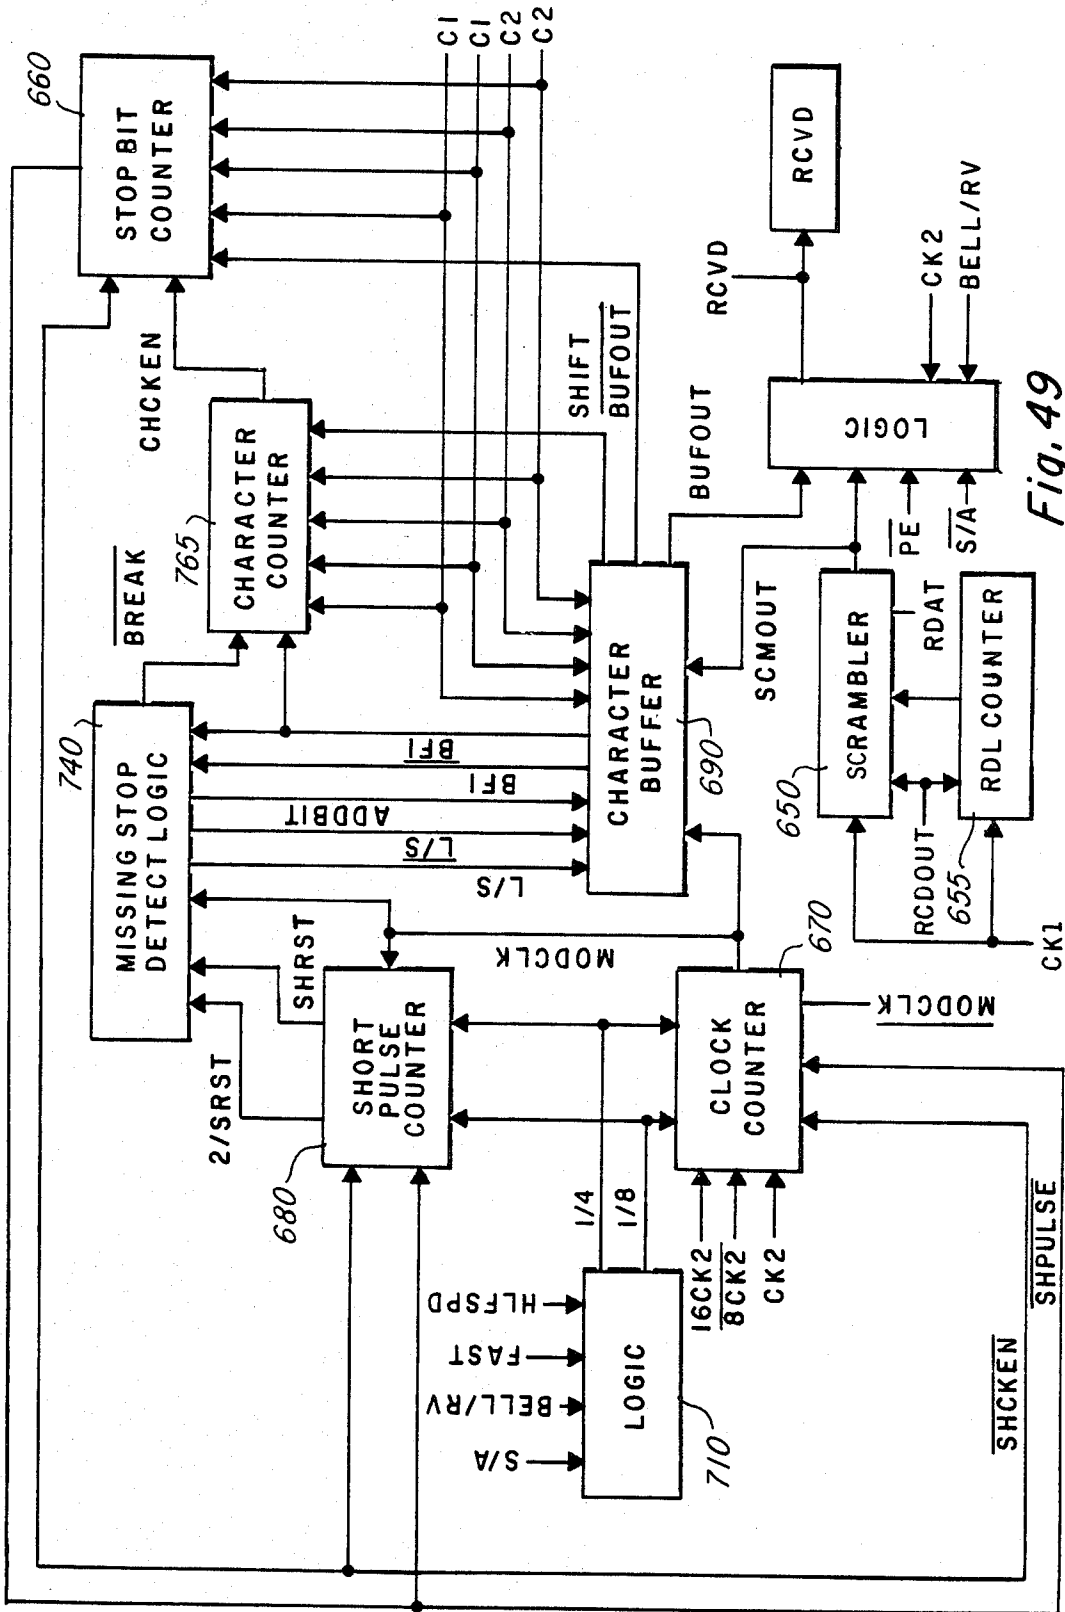 660
STOP BIT
COUNTER
C1
C1
C2
C2
CHCKEN
765
CHARACTER
COUNTER
BREAK
740
MISSING STOP
DETECT LOGIC
SHIFT
BUFOUT
BUFOUT
RCVD
RCVD
CK2
BELL/RV
LOGIC
PE
S/A
SCMOUT
CHARACTER
BUFFER
690
BFI
BFI
ADDBIT
L/S
L/S
SHRST
2/SRST
SHORT
PULSE
COUNTER
680
MODCLK
650
SCRAMBLER
RDAT
RDL COUNTER
RCDOUT
655
CK1
CLOCK
COUNTER
670
MODCLK
1/4
1/8
16CK2
8CK2
CK2
HLFSPD
FAST
BELL/RV
S/A
LOGIC
710
SHCKEN
SHPULSE
Fig. 49